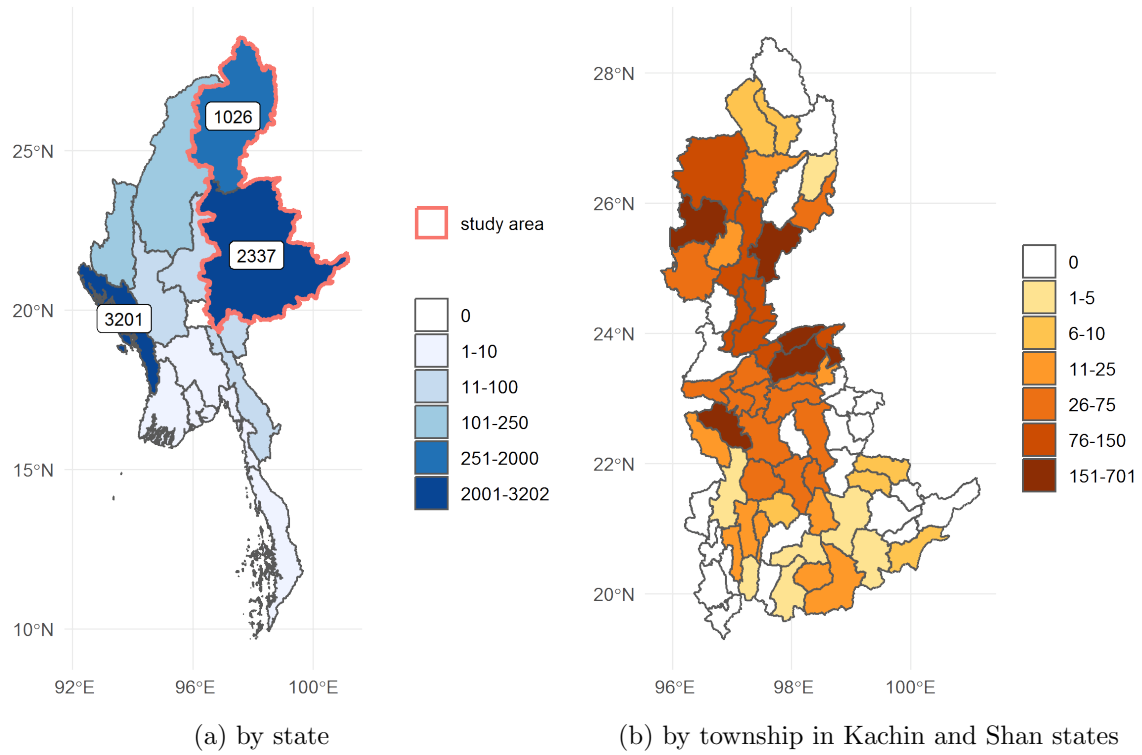 25°N
20°N
15°N
10°N
92°E
96°E
100°E
1026
2337
3201
study area
0
1-10
11-100
101-250
251-2000
2001-3202
(a) by state
28°N
26°N
24°N
22°N
20°N
96°E
98°E
100°E
0
1-5
6-10
11-25
26-75
76-150
151-701
(b) by township in Kachin and Shan states